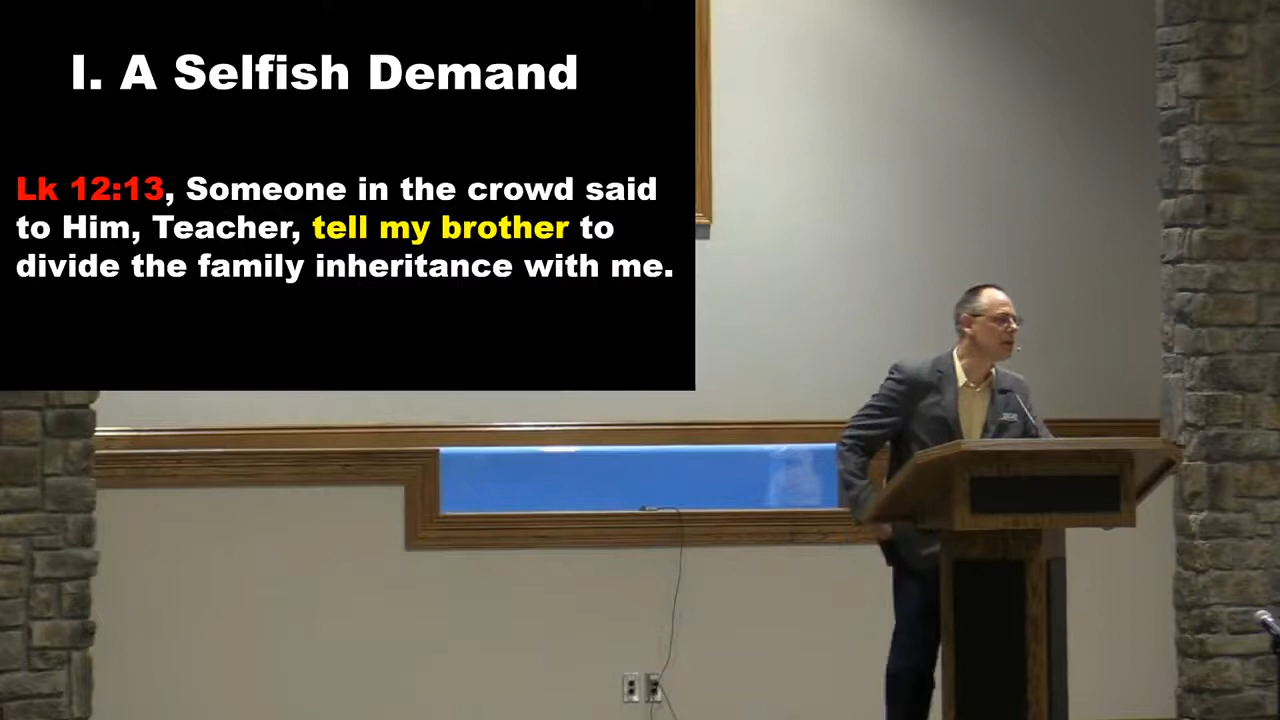 I. A Selfish Demand
Lk 12:13, Someone in the crowd said
to Him, Teacher, tell my brother to
divide the family inheritance with me.